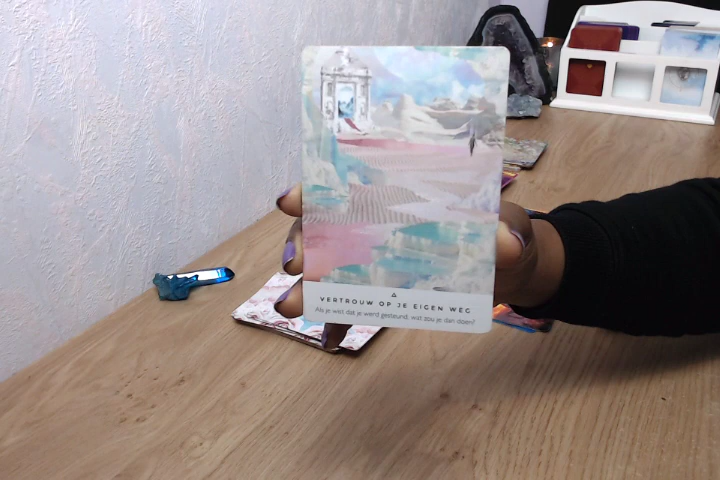 VERTROUW OP JE EIGEN WEG
Als je wist dat je werd gesteund, wat zou je dan doen?